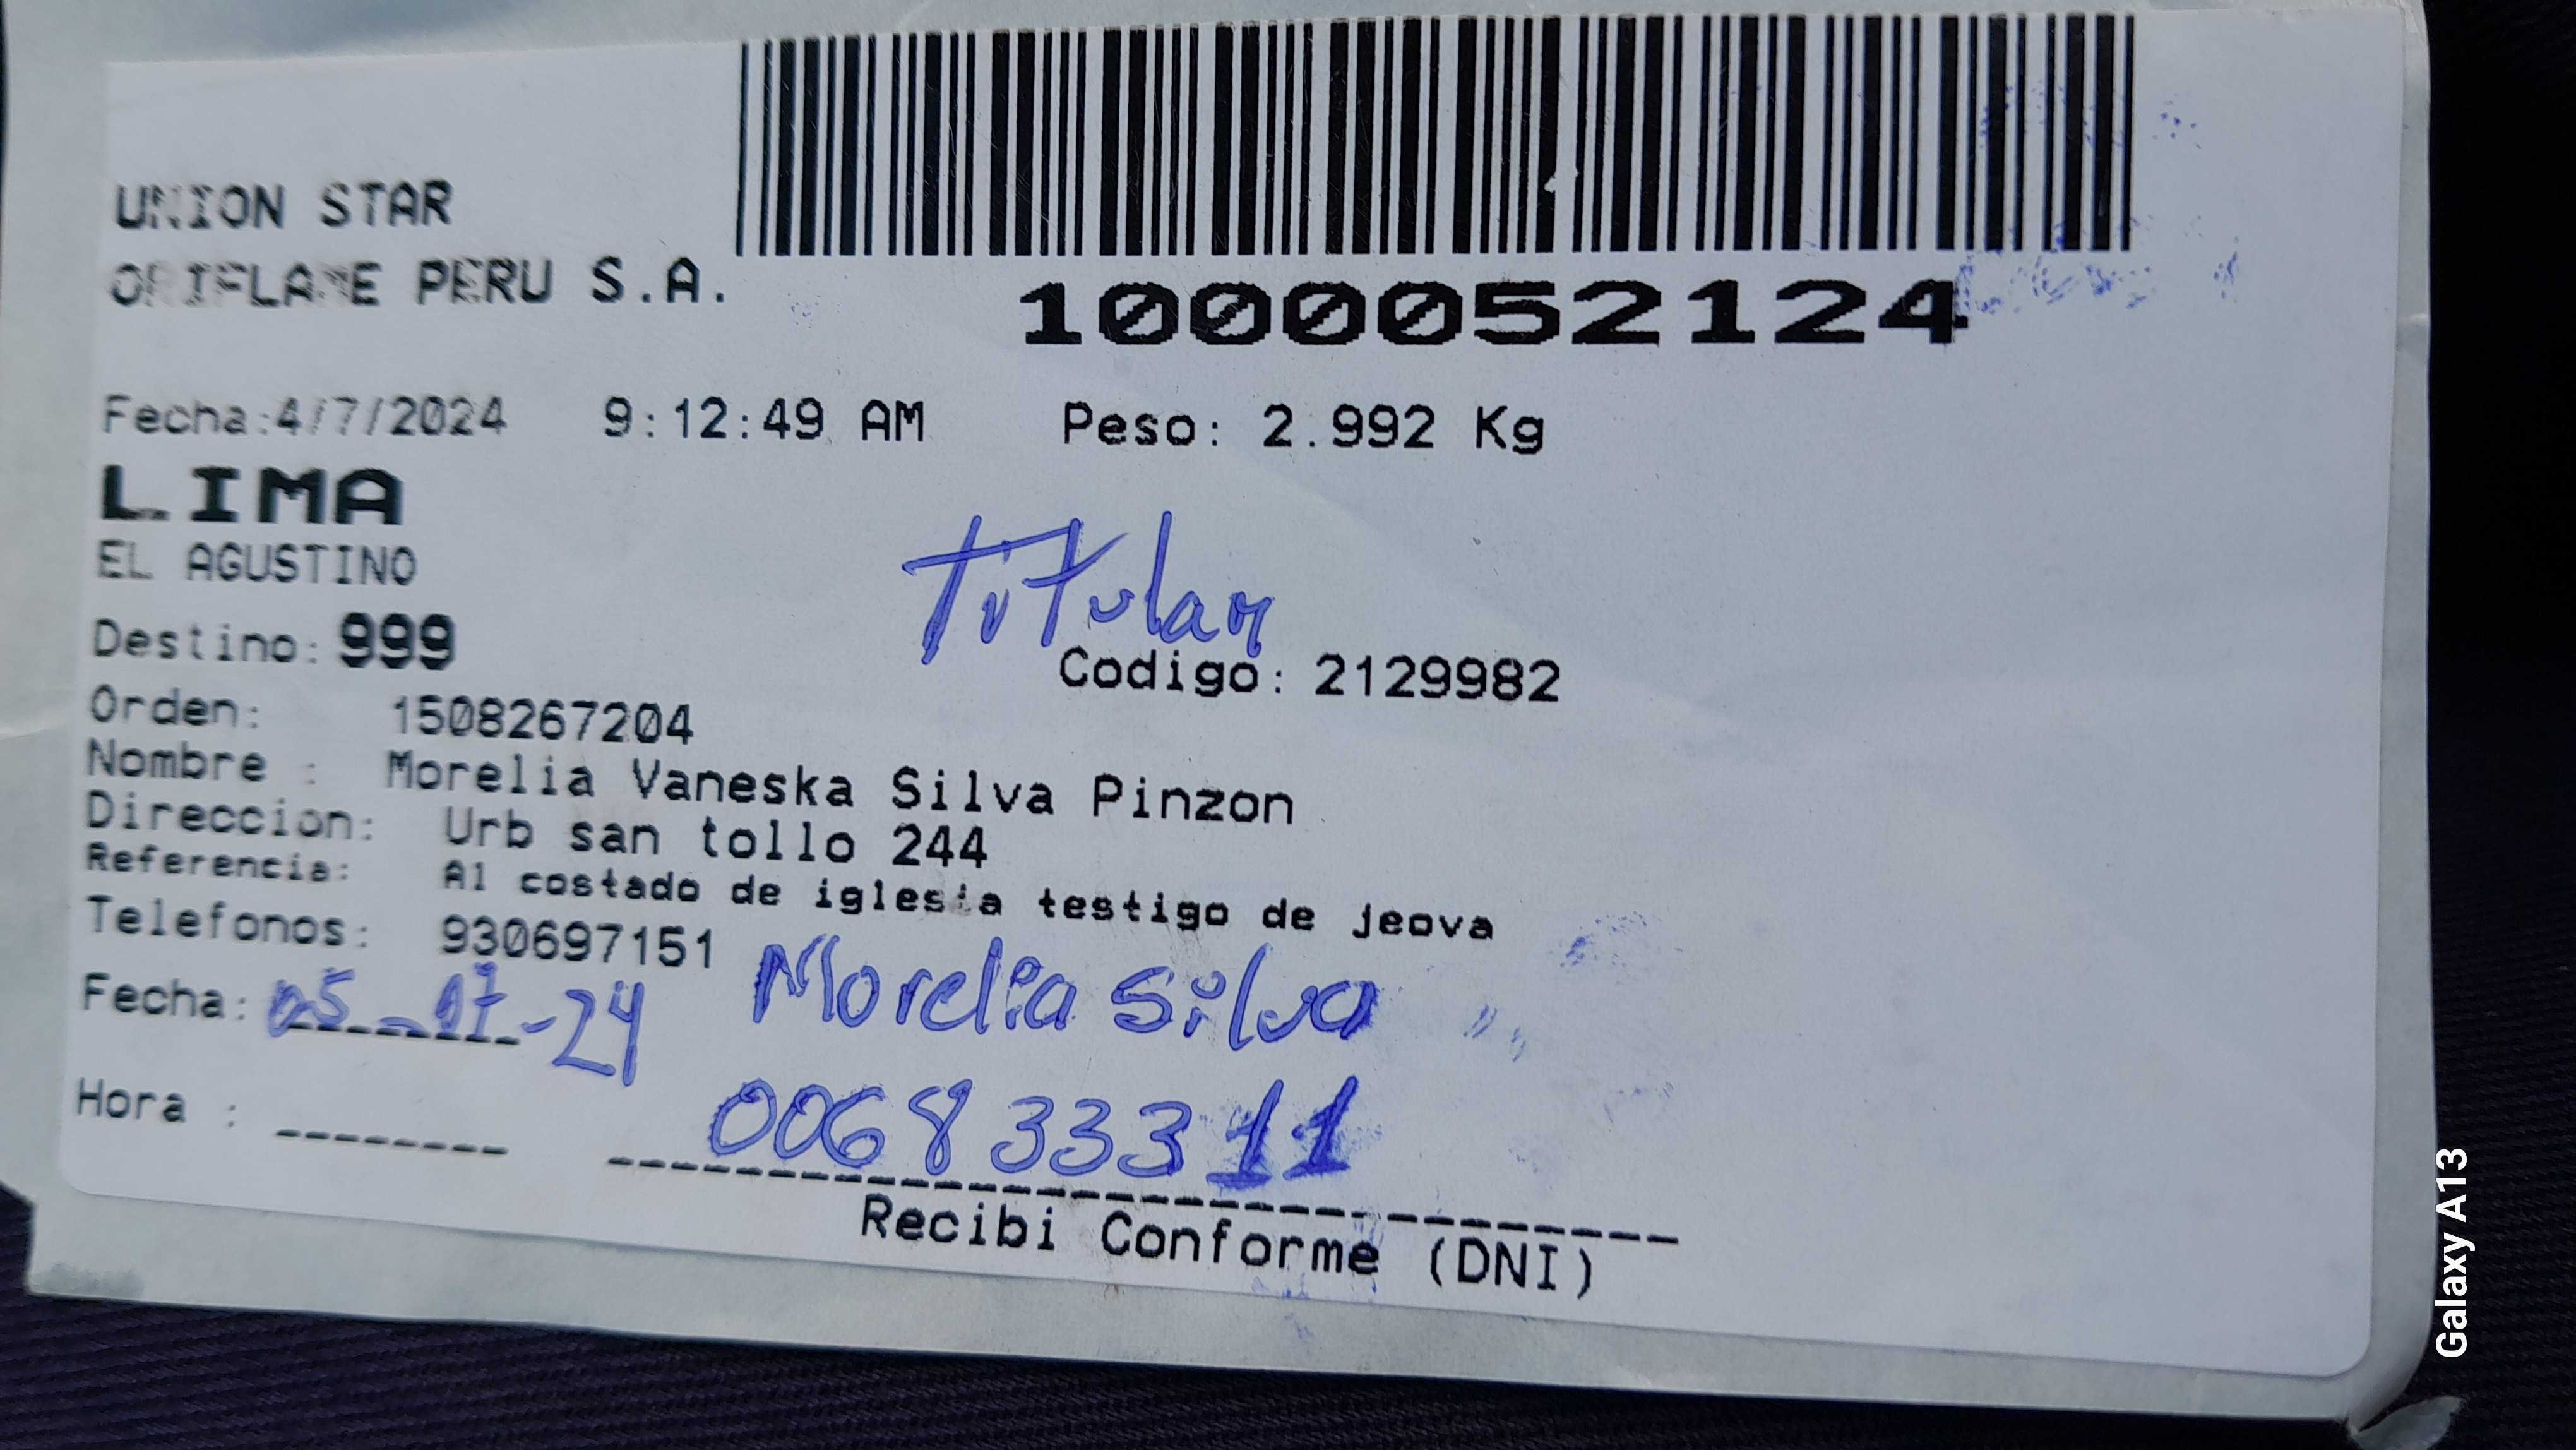 UNION STAR
ORIFLAME PERU S.A.
1000052124
Fecha:4/7/2024 9:12:49 AM Peso: 2.992 Kg
LIMA
EL AGUSTINO
Titular
Destino: 999
Codigo: 2129982
Orden: 1508267204
Nombre : Morelia Vaneska Silva Pinzon
Direccion: Urb san tollo 244
Referencia: Al costado de iglesia testigo de jeova
Telefonos: 930697151
Morelia Silva
Fecha: 05-07-24
006833311
Hora :
Recibi Conforme (DNI)
Galaxy A13